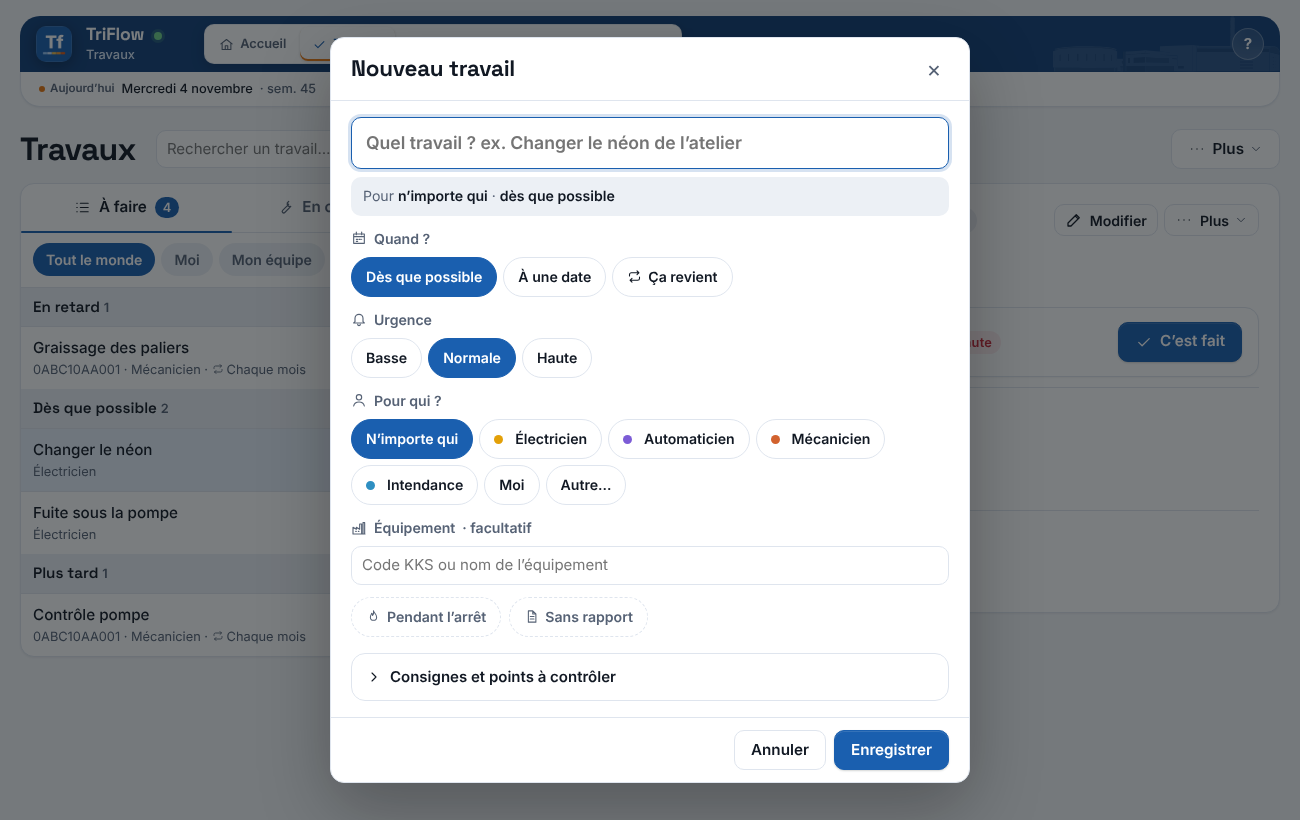 Tf
TriFlow
Travaux
Accueil
?
Aujourd'hui Mercredi 4 novembre · sem. 45
Travaux
Rechercher un travail...
··· Plus
À faire 4
Tout le monde
Moi
Mon équipe
En retard 1
Graissage des paliers
0ABC10AA001 · Mécanicien · Chaque mois
Dès que possible 2
Changer le néon
Électricien
Fuite sous la pompe
Électricien
Plus tard 1
Contrôle pompe
0ABC10AA001 · Mécanicien · Chaque mois
Modifier
··· Plus
C'est fait
Nouveau travail
Quel travail ? ex. Changer le néon de l'atelier
Pour n'importe qui · dès que possible
Quand ?
Dès que possible
À une date
Ça revient
Urgence
Basse
Normale
Haute
Pour qui ?
N'importe qui
Électricien
Automaticien
Mécanicien
Intendance
Moi
Autre...
Équipement · facultatif
Code KKS ou nom de l'équipement
Pendant l'arrêt
Sans rapport
Consignes et points à contrôler
Annuler
Enregistrer